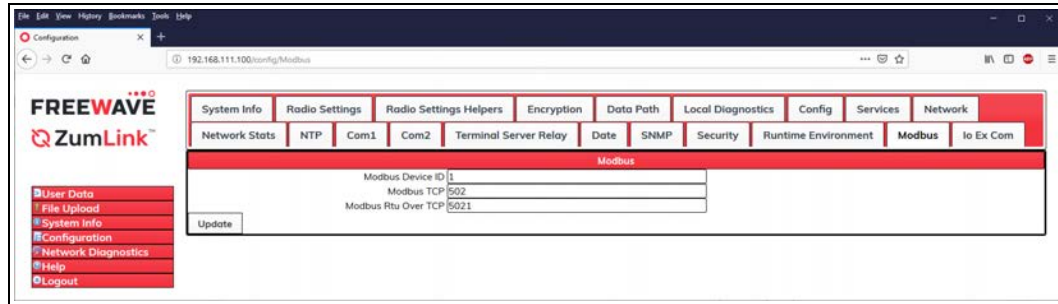 File Edit View History Bookmarks Tools Help
Configuration
192.168.111.100/config/Modbus
FREEWAVE
ZumLink™
System Info Radio Settings Radio Settings Helpers Encryption Data Path Local Diagnostics Config Services Network
Network Stats NTP Com1 Com2 Terminal Server Relay Date SNMP Security Runtime Environment Modbus Io Ex Com
Modbus
Modbus Device ID 1
Modbus TCP 502
Modbus Rtu Over TCP 5021
Update
User Data
File Upload
System Info
Configuration
Network Diagnostics
Help
Logout